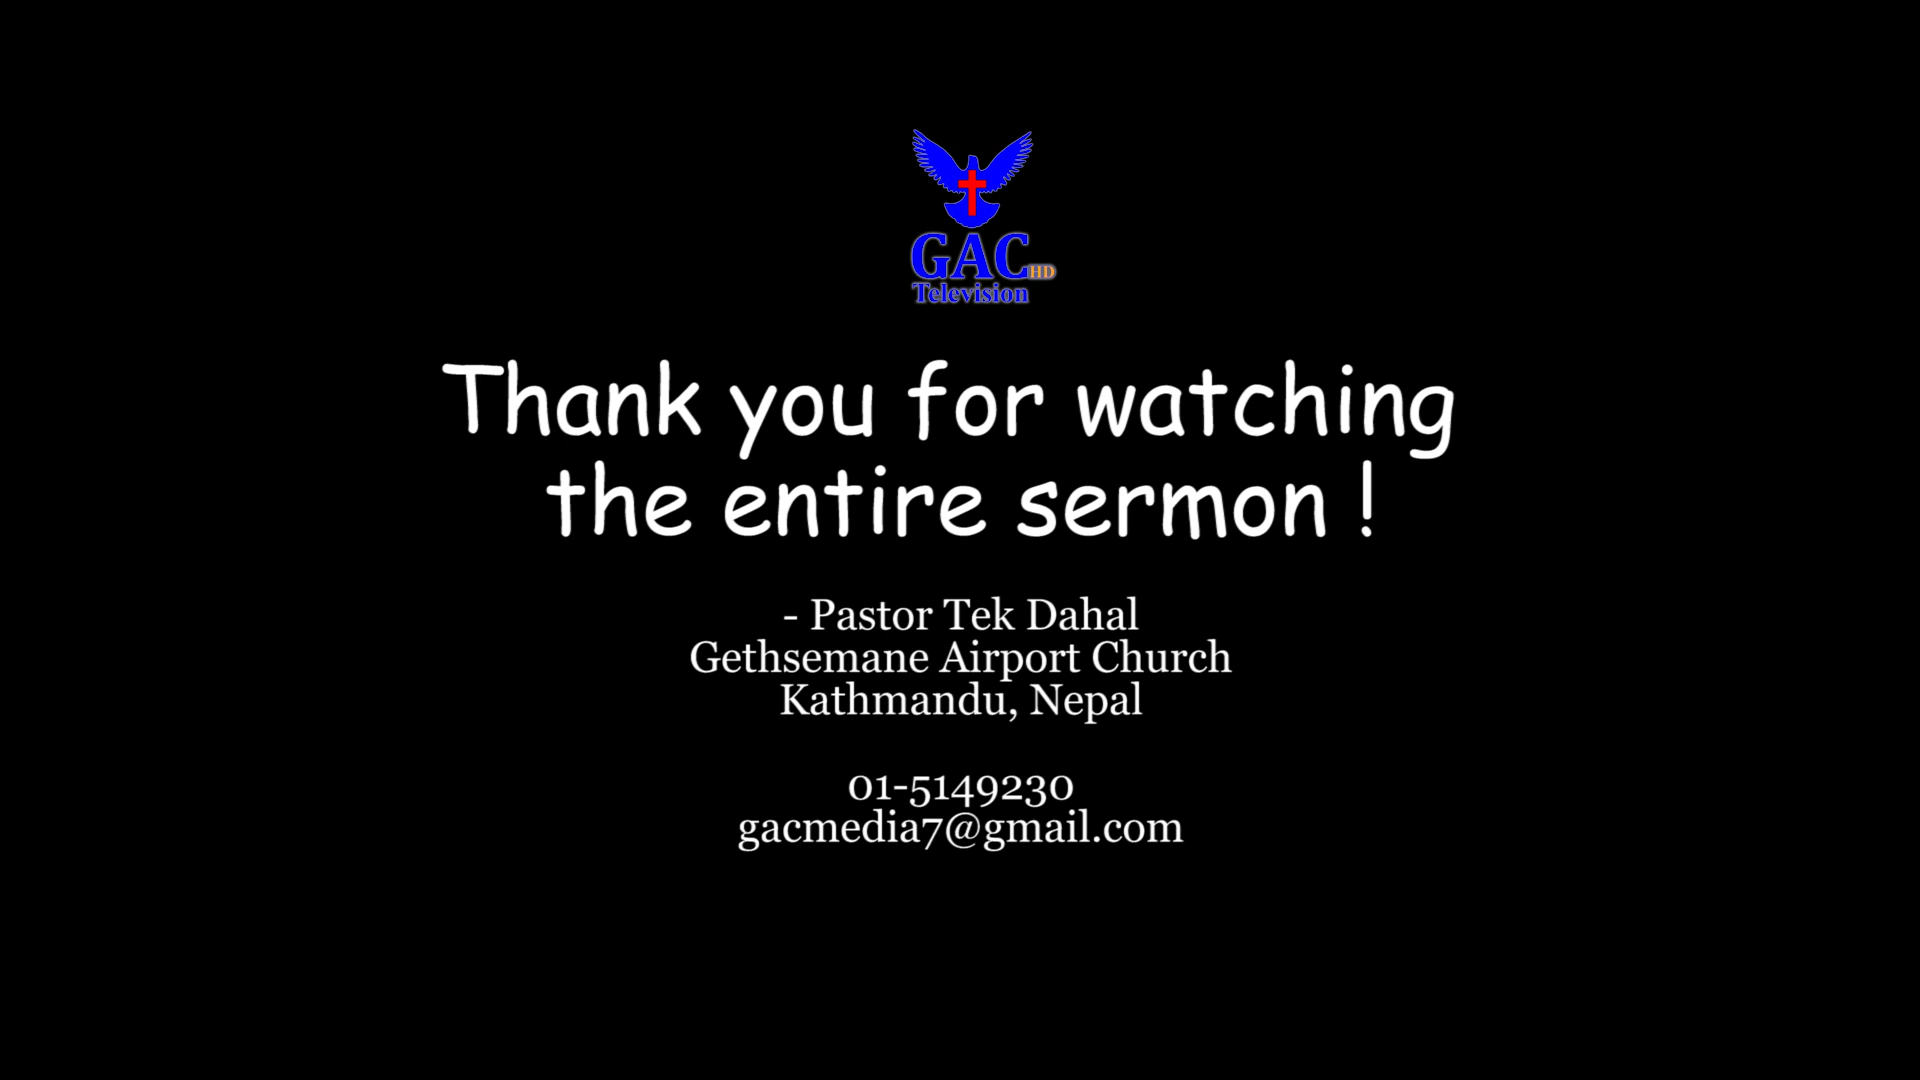 GAC HD
Television
Thank you for watching
the entire sermon !
- Pastor Tek Dahal
Gethsemane Airport Church
Kathmandu, Nepal
01-5149230
gacmedia7@gmail.com